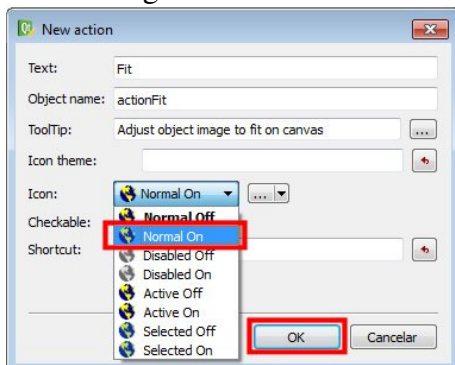 New action
Text: Fit
Object name: actionFit
ToolTip: Adjust object image to fit on canvas ...
Icon theme:
Icon: Normal On ...
Normal Off
Checkable:
Normal On
Shortcut:
Disabled Off
Disabled On
Active Off
Active On
Selected Off
OK Cancelar
Selected On